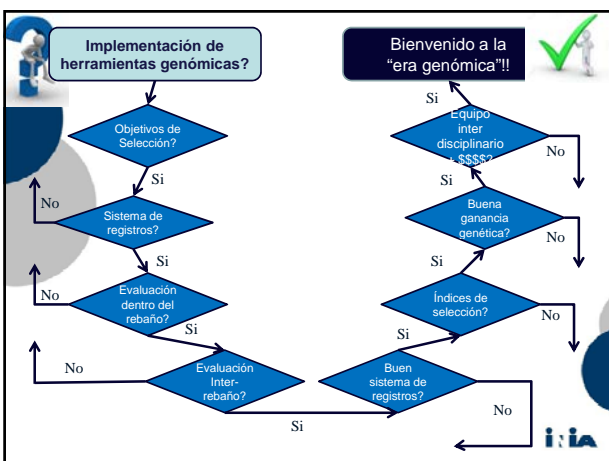 Implementación de
herramientas genómicas?
Bienvenido a la
“era genómica”!!
Objetivos de
Selección?
Si
Sistema de
registros?
No
Si
Evaluación
dentro del
rebaño?
No
Si
Evaluación
Inter-
rebaño?
No
Si
Buen
sistema de
registros?
No
Si
Índices de
selección?
No
Si
Buena
ganancia
genética?
No
Si
Equipo
inter
disciplinario
+ $$$$?
No
Si
INIA